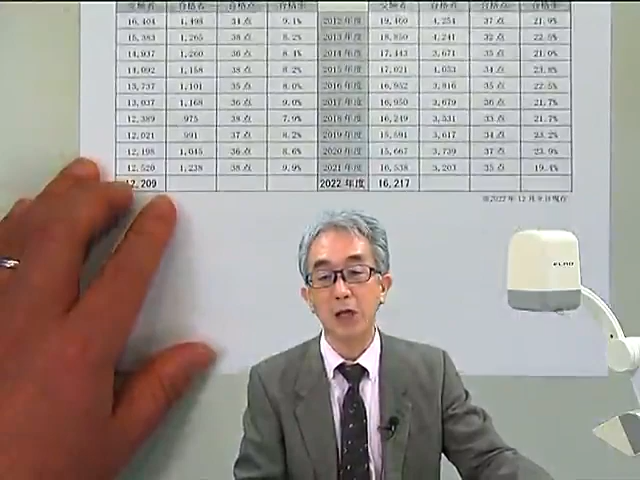 受験者 合格者 合格点 合格率 受験者 合格者 合格点 合格率
16,404 1,498 34点 9.1% 2012年度 19,460 4,254 37点 21.9%
15,383 1,265 38点 8.2% 2013年度 18,850 4,241 32点 22.5%
14,937 1,260 36点 8.4% 2014年度 17,443 3,671 35点 21.0%
14,092 1,158 38点 8.2% 2015年度 17,021 34点
13,737 1,101 35点 8.0% 2016年度 16,952 3,816 35点 22.5%
13,037 1,168 36点 9.0% 2017年度 16,950 3,679 36点 21.7%
12,389 975 38点 7.9% 2018年度 16,249 3,531 33点 21.7%
12,021 991 37点 8.2% 2019年度 15,591 3,617 34点 23.2%
12,198 1,045 36点 8.6% 2020年度 15,667 3,739 37点 23.9%
12,520 1,238 38点 9.9% 2021年度 16,538 3,203 35点 19.4%
12,209 2022年度 16,217
※2022年12月9日現在
ELMO